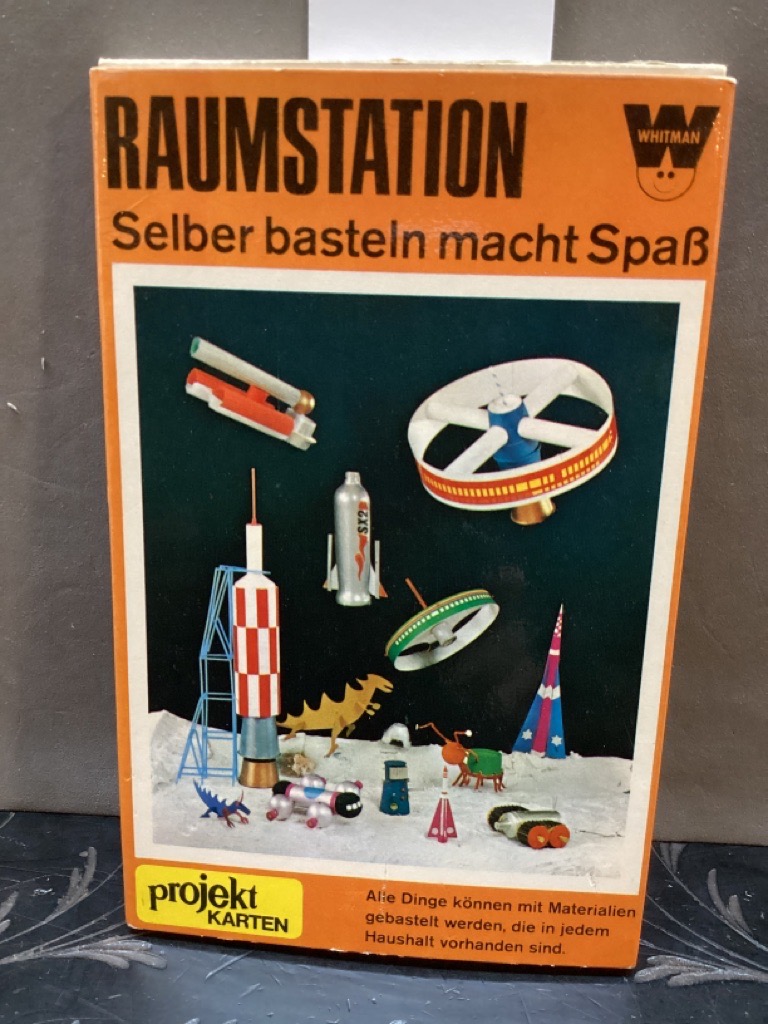 RAUMSTATION
WHITMAN
Selber basteln macht Spaß
SX2
projekt
KARTEN
Alle Dinge können mit Materialien
gebastelt werden, die in jedem
Haushalt vorhanden sind.